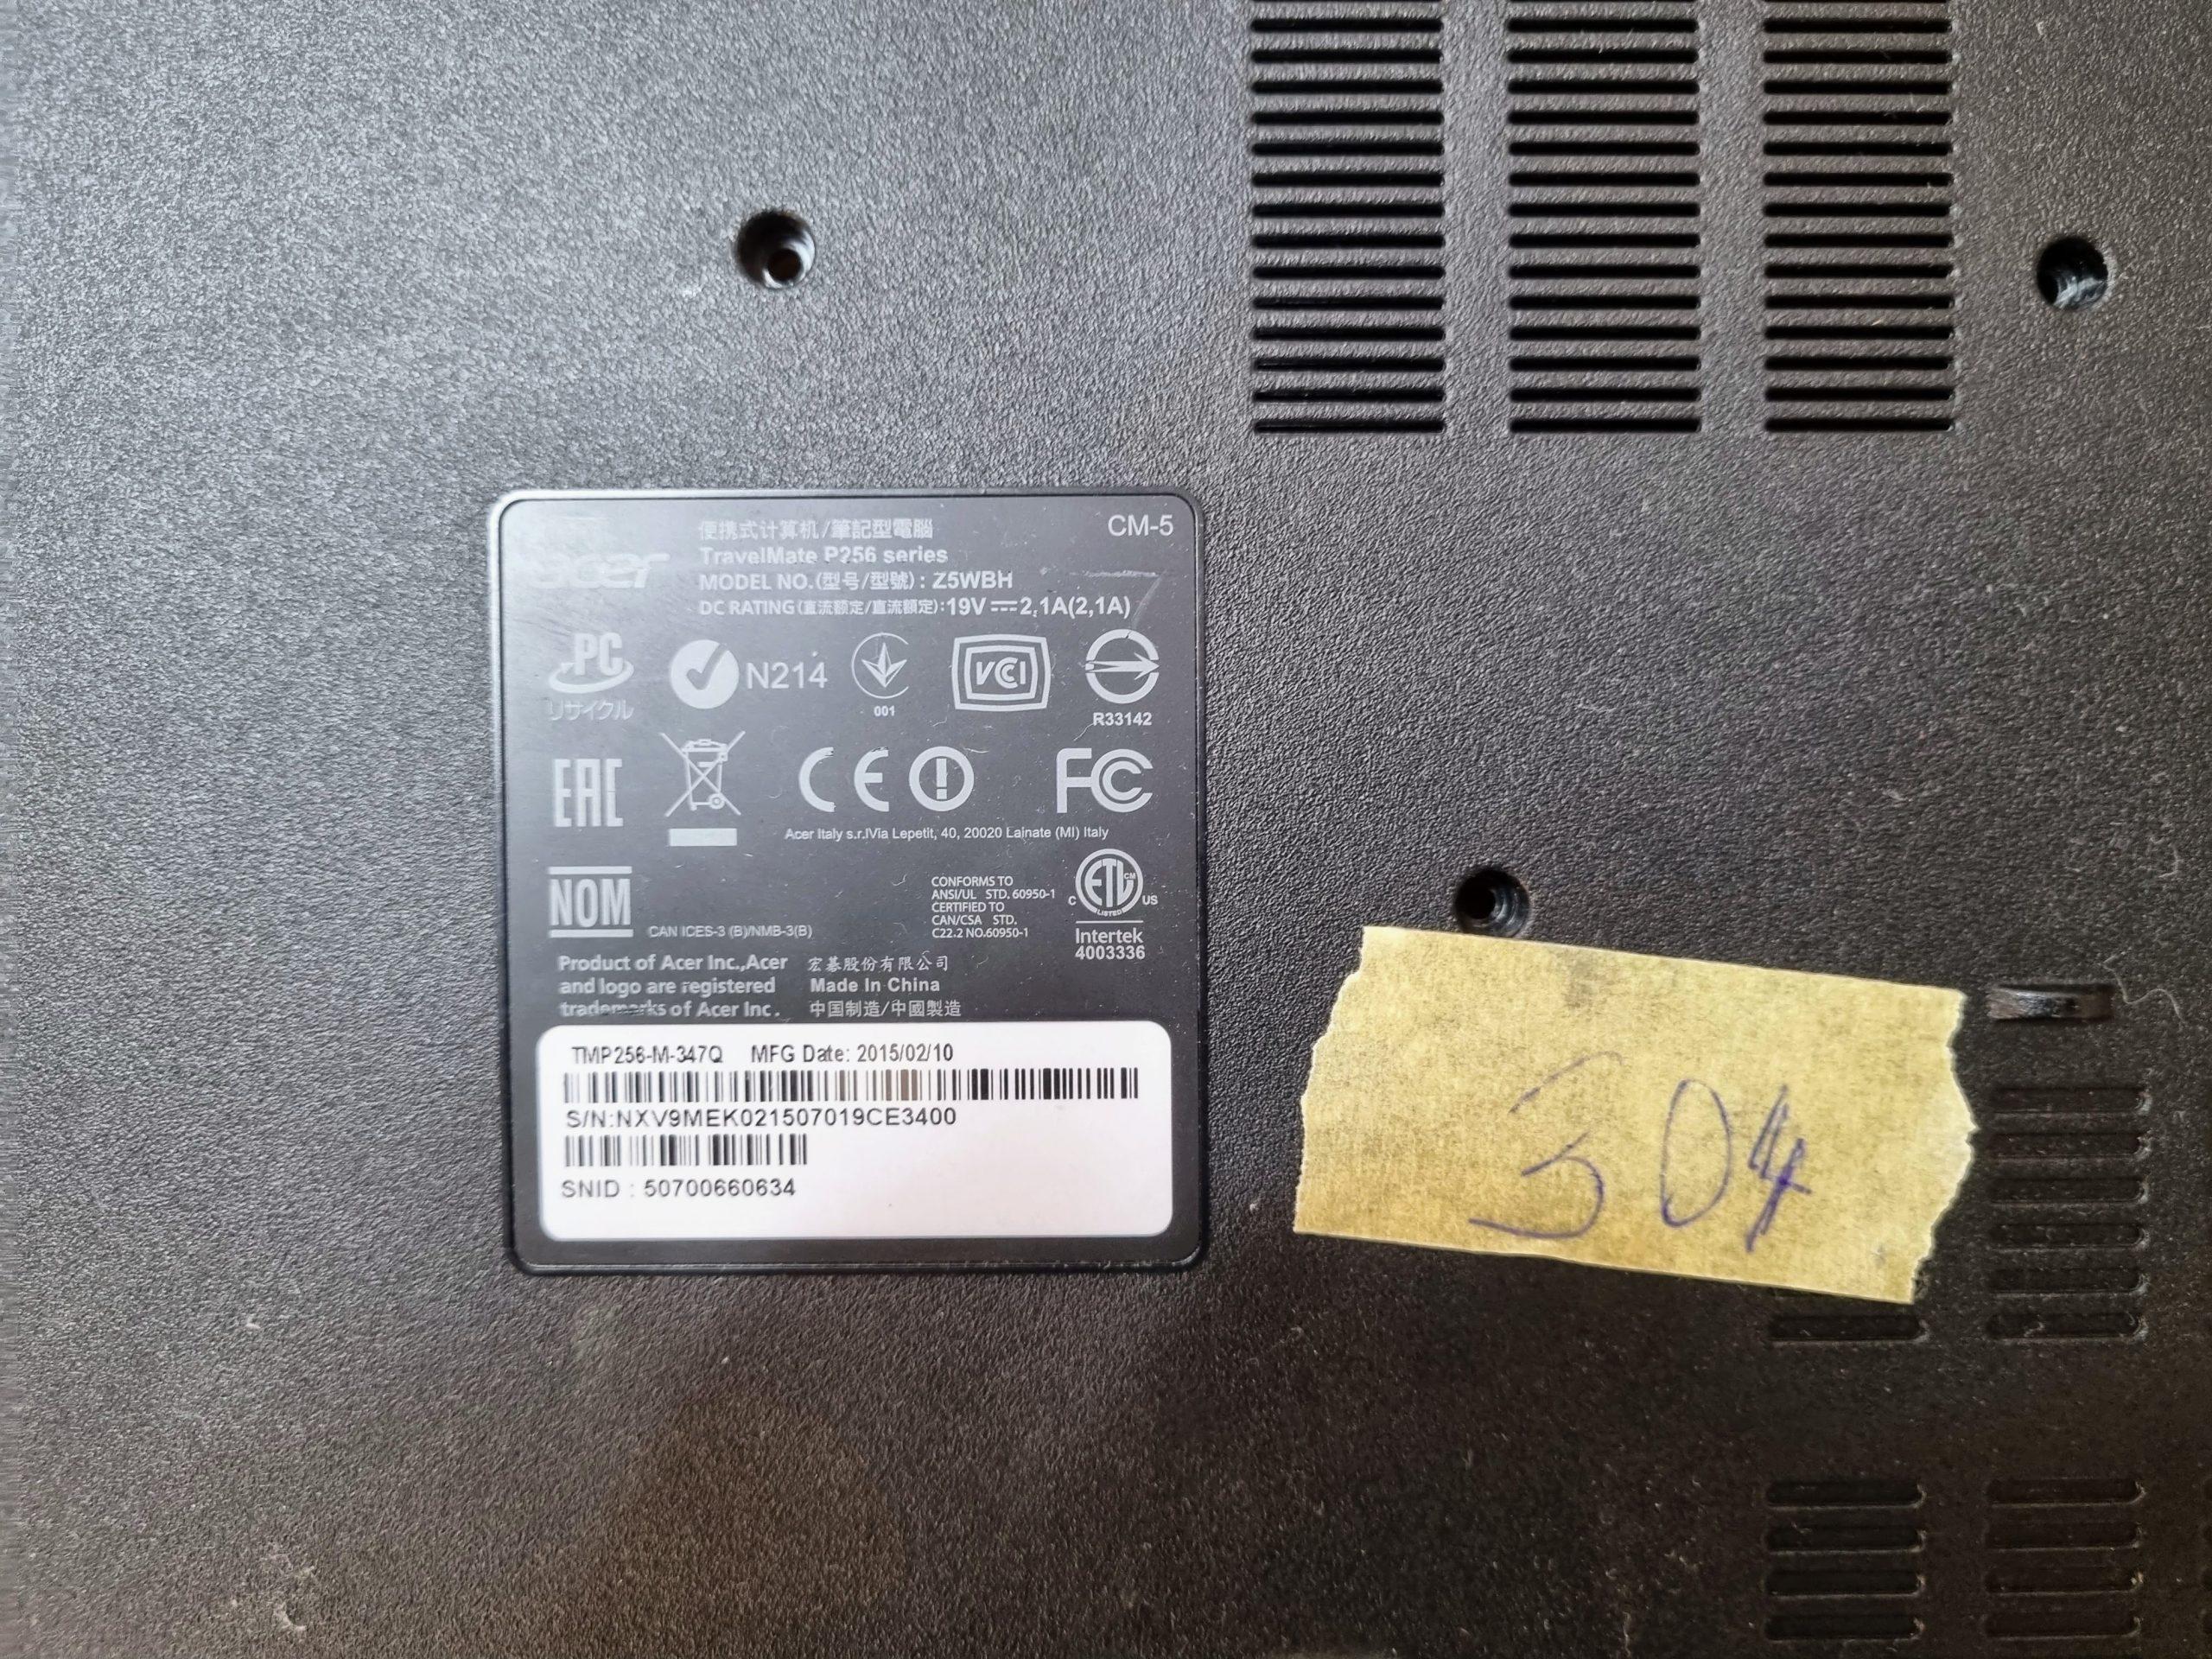 便携式计算机/筆記型電腦 CM-5
acer TravelMate P256 series
MODEL NO.(型号/型號) : Z5WBH
DC RATING(直流额定/直流額定):19V⎓2,1A(2,1A)
PC N214 VCI
リサイクル 001 R33142
EAC CE FC
Acer Italy s.r.lVia Lepetit, 40, 20020 Lainate (MI) Italy
NOM CAN ICES-3 (B)/NMB-3(B)
CONFORMS TO
ANSI/UL STD. 60950-1
CERTIFIED TO
CAN/CSA STD.
C22.2 NO.60950-1
ETL CM
C LISTED US
Intertek
4003336
Product of Acer Inc.,Acer
and logo are registered
trademarks of Acer Inc.
宏碁股份有限公司
Made In China
中国制造/中國製造
TMP256-M-347Q MFG Date: 2015/02/10
S/N:NXV9MEK021507019CE3400
SNID : 50700660634
304